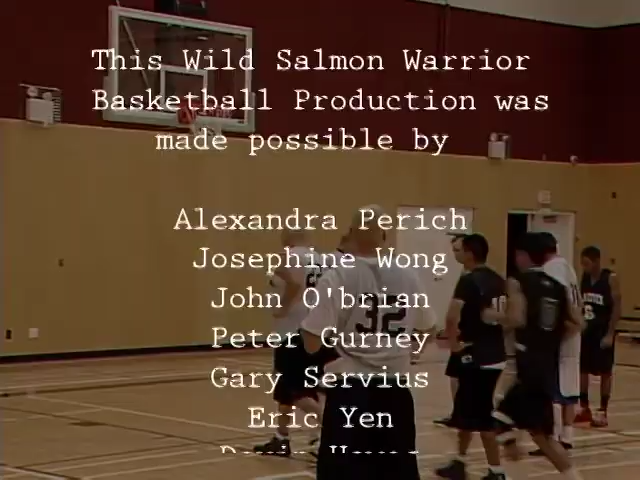 This Wild Salmon Warrior
Basketball Production was
made possible by
Alexandra Perich
Josephine Wong
John O'brian
Peter Gurney
Gary Servius
Eric Yen
32